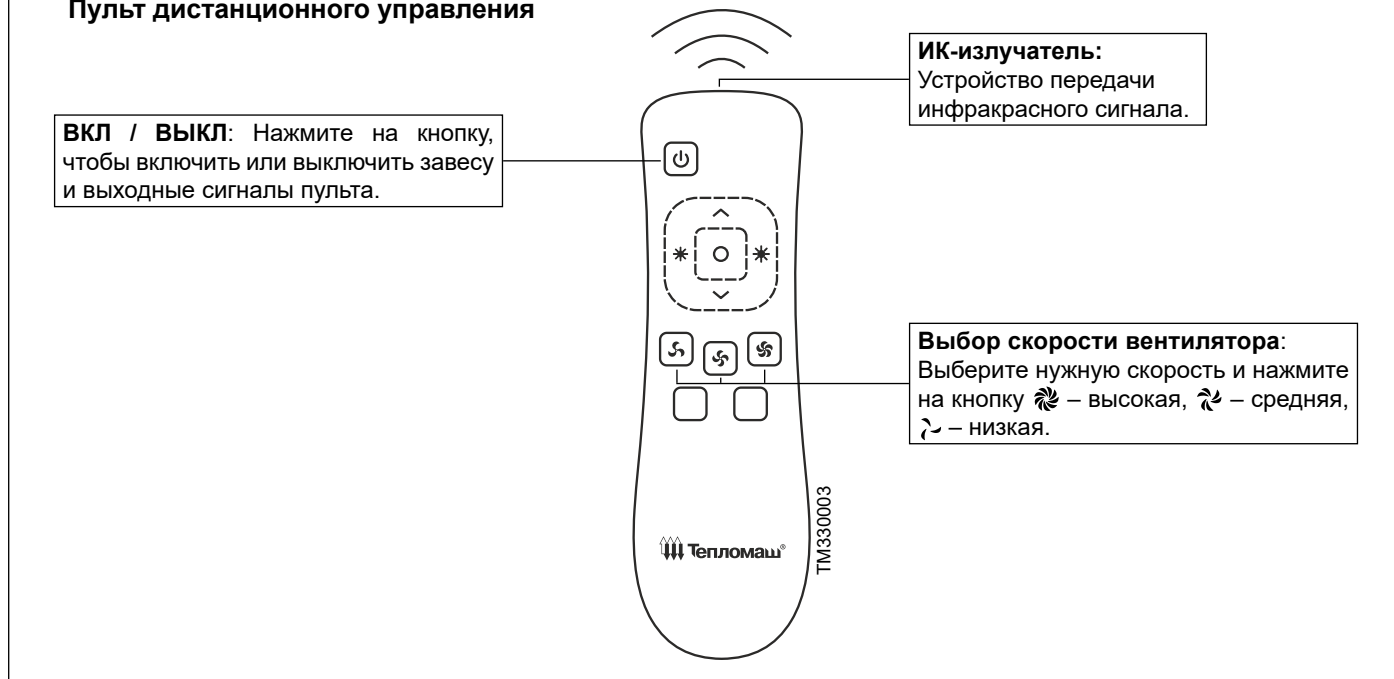 Пульт дистанционного управления
ИК-излучатель:
Устройство передачи
инфракрасного сигнала.
ВКЛ / ВЫКЛ: Нажмите на кнопку,
чтобы включить или выключить завесу
и выходные сигналы пульта.
Выбор скорости вентилятора:
Выберите нужную скорость и нажмите
на кнопку – высокая, – средняя,
– низкая.
TM330003
Тепломаш®